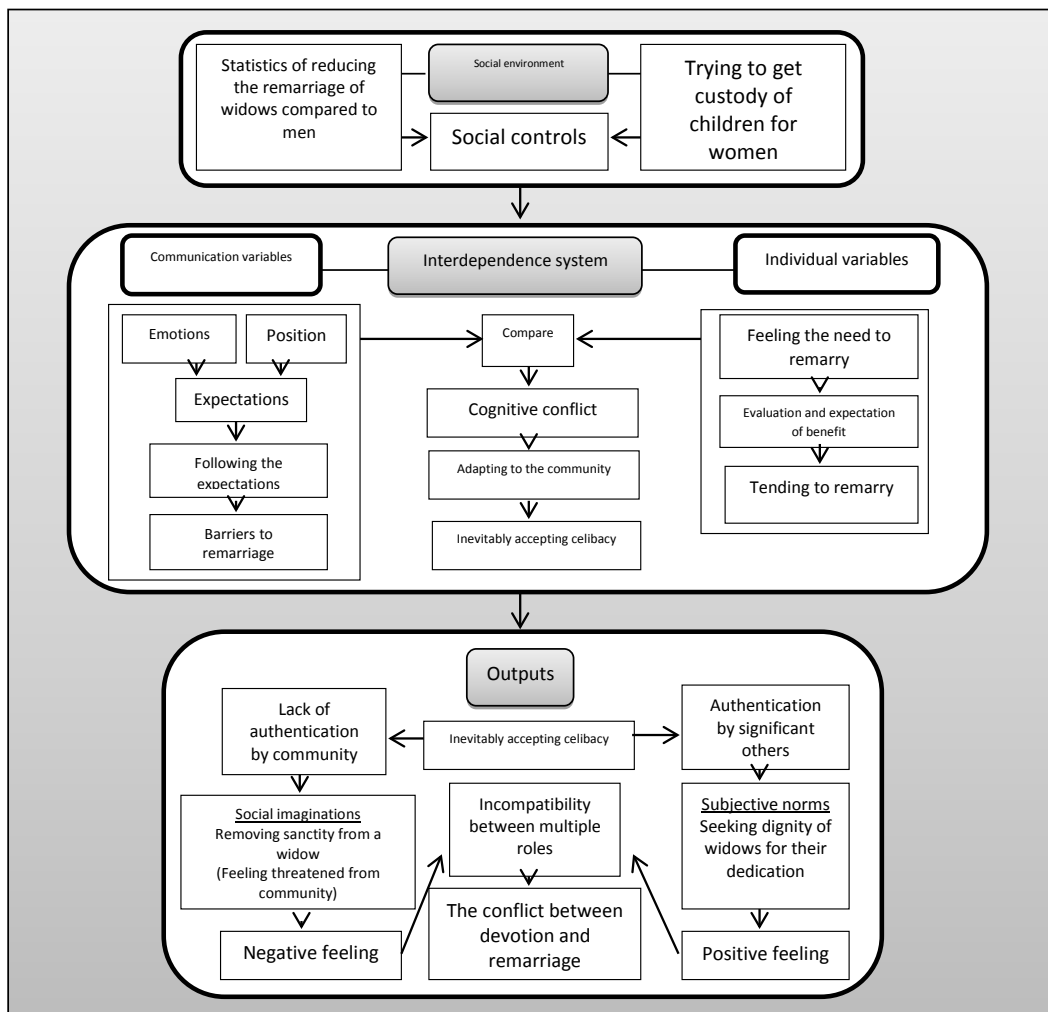 Statistics of reducing
the remarriage of
widows compared to
men
Social environment
Social controls
Trying to get
custody of
children for
women
Communication variables
Interdependence system
Individual variables
Emotions
Position
Expectations
Following the
expectations
Barriers to
remarriage
Compare
Cognitive conflict
Adapting to the community
Inevitably accepting celibacy
Feeling the need to
remarry
Evaluation and expectation
of benefit
Tending to remarry
Outputs
Lack of
authentication
by community
Inevitably accepting celibacy
Authentication
by significant
others
Social imaginations
Removing sanctity from a
widow
(Feeling threatened from
community)
Negative feeling
Incompatibility
between multiple
roles
The conflict between
devotion and
remarriage
Subjective norms
Seeking dignity of
widows for their
dedication
Positive feeling